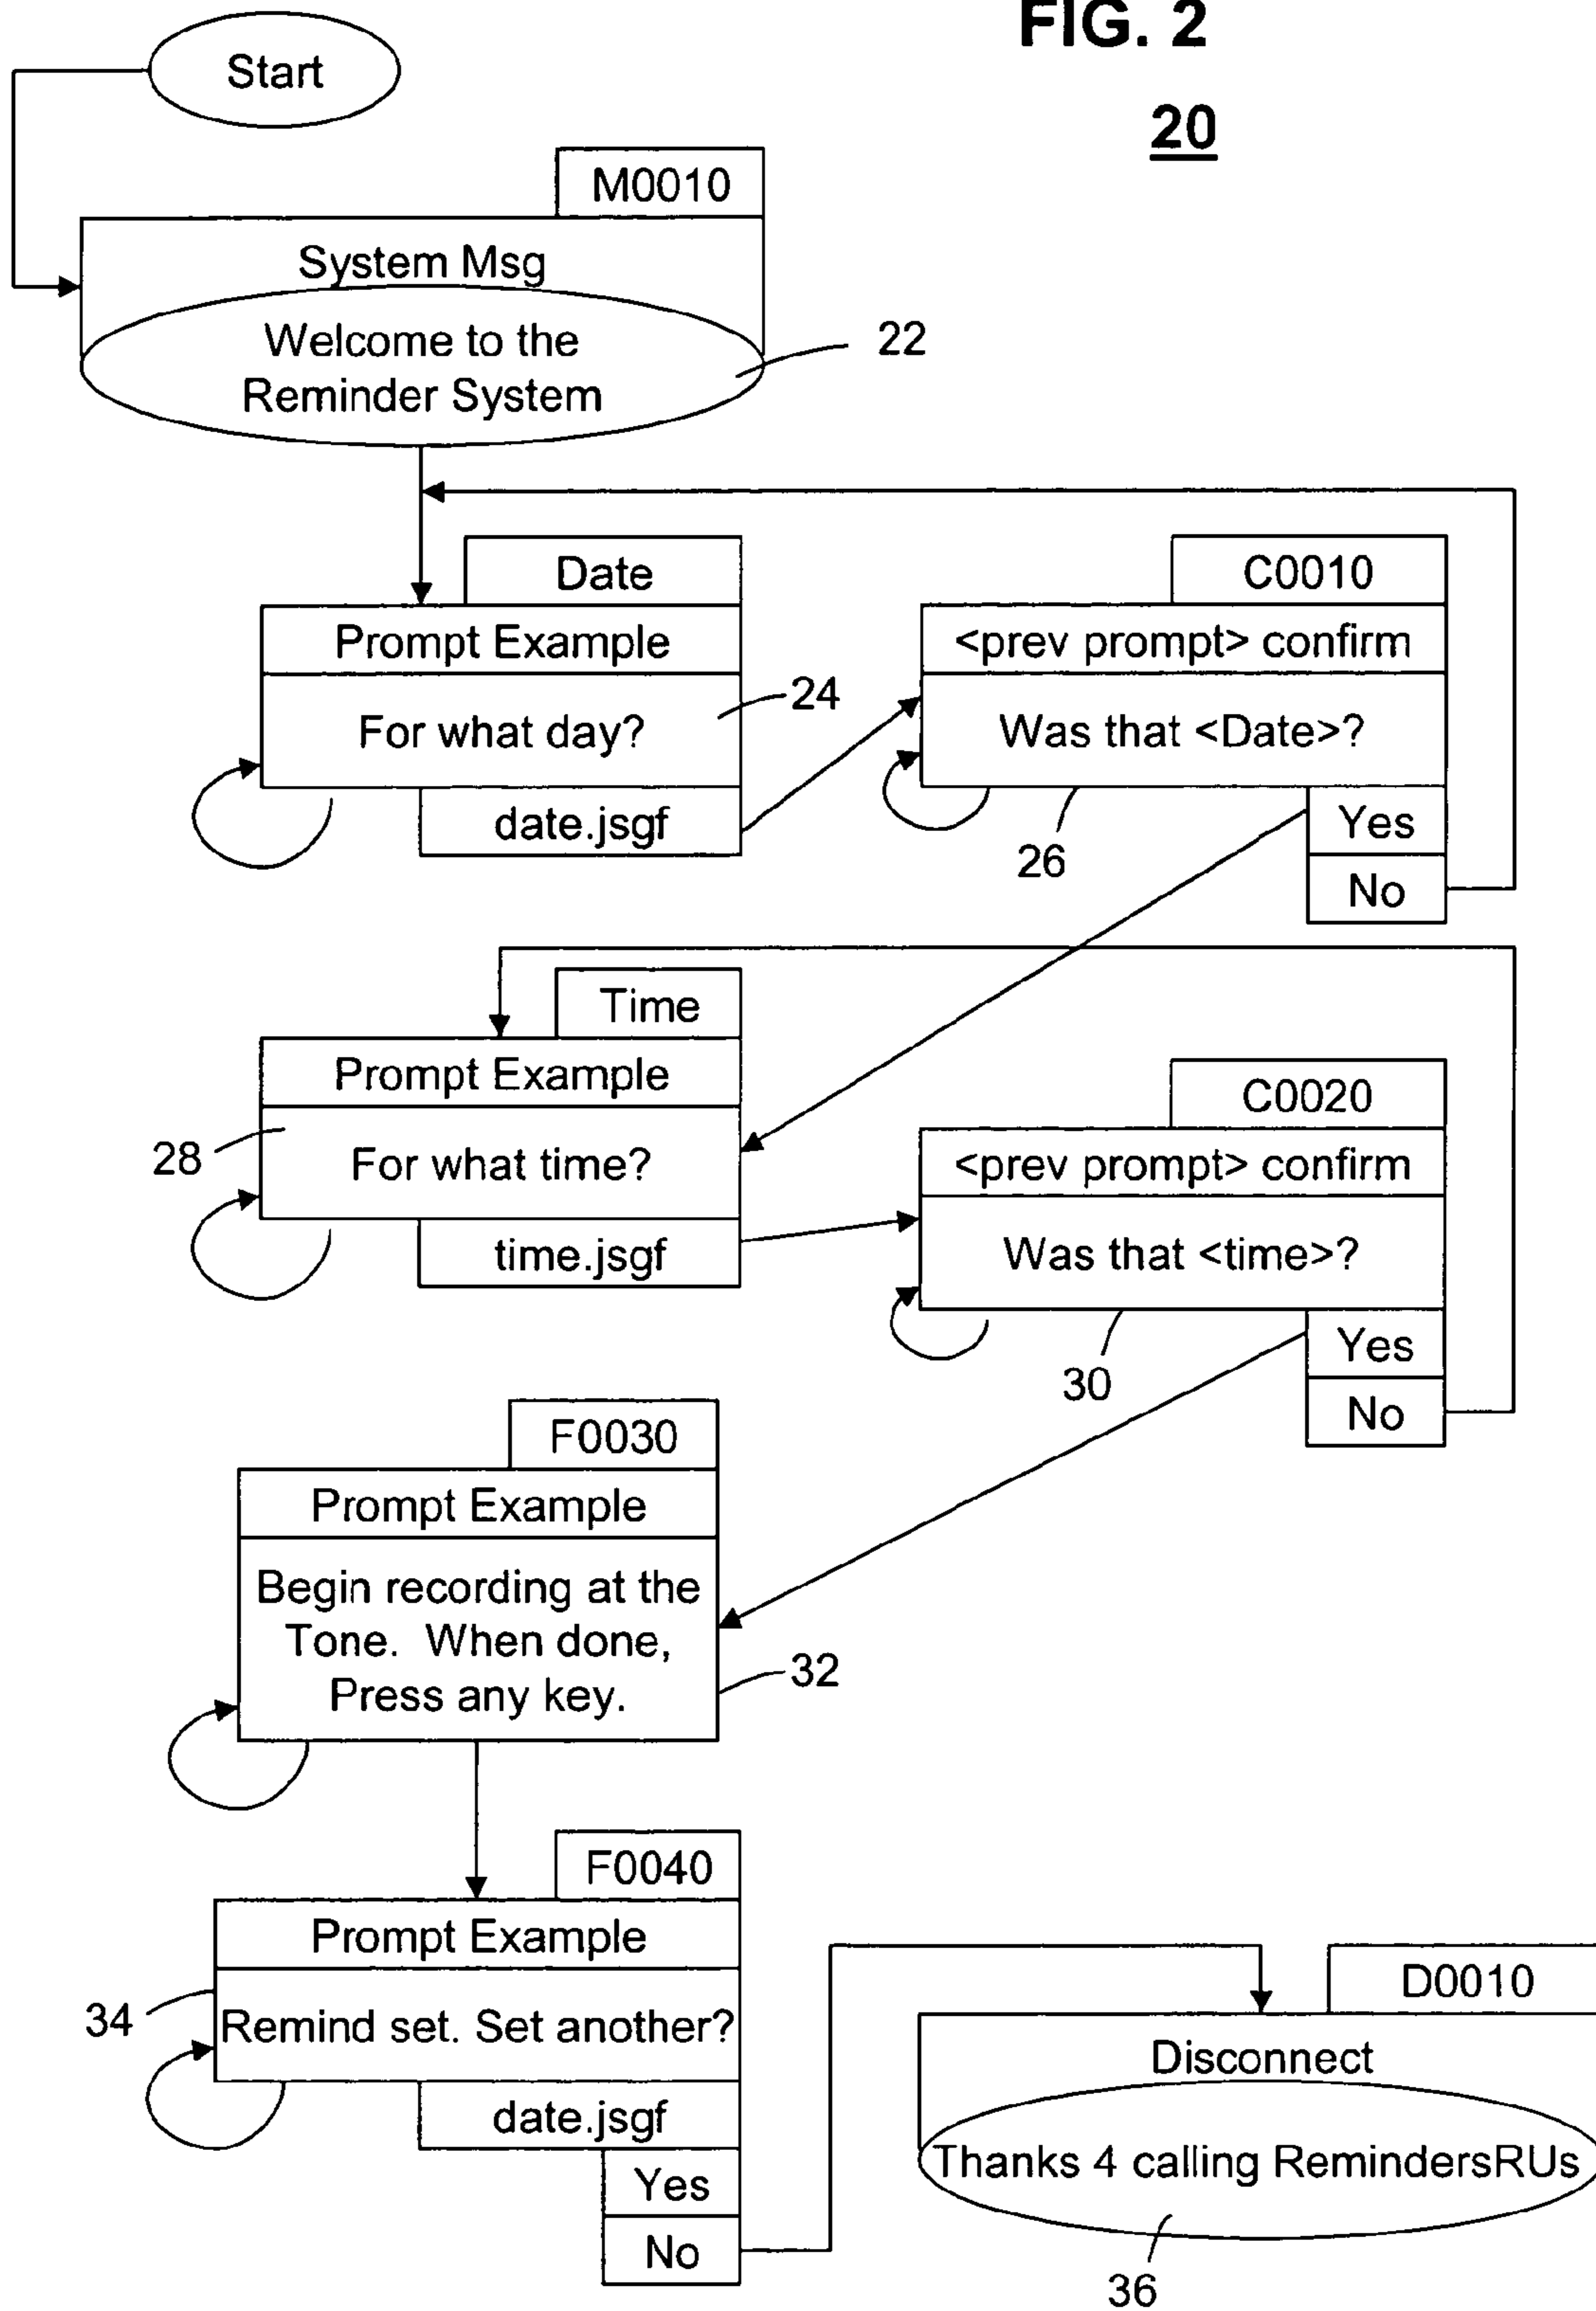 FIG. 2
20
Start
M0010
System Msg
Welcome to the
Reminder System
22
Date
Prompt Example
For what day?
24
date.jsgf
C0010
<prev prompt> confirm
Was that <Date>?
26
Yes
No
Time
Prompt Example
28
For what time?
time.jsgf
C0020
<prev prompt> confirm
Was that <time>?
30
Yes
No
F0030
Prompt Example
Begin recording at the
Tone. When done,
Press any key.
32
F0040
Prompt Example
34
Remind set. Set another?
date.jsgf
Yes
No
D0010
Disconnect
Thanks 4 calling RemindersRUs
36